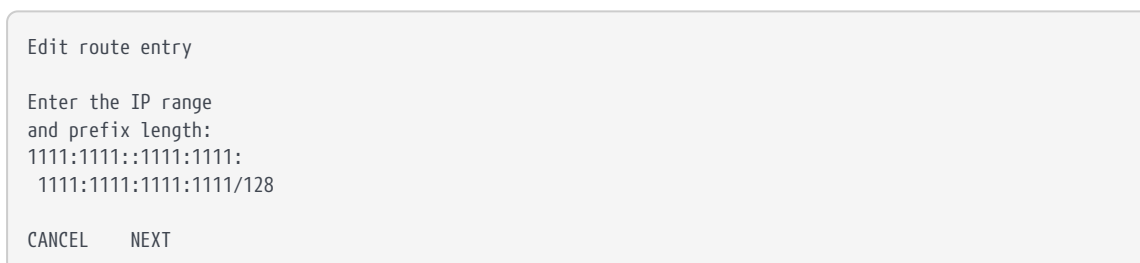 Edit route entry
Enter the IP range
and prefix length:
1111:1111::1111:1111:
1111:1111:1111:1111/128
CANCEL NEXT